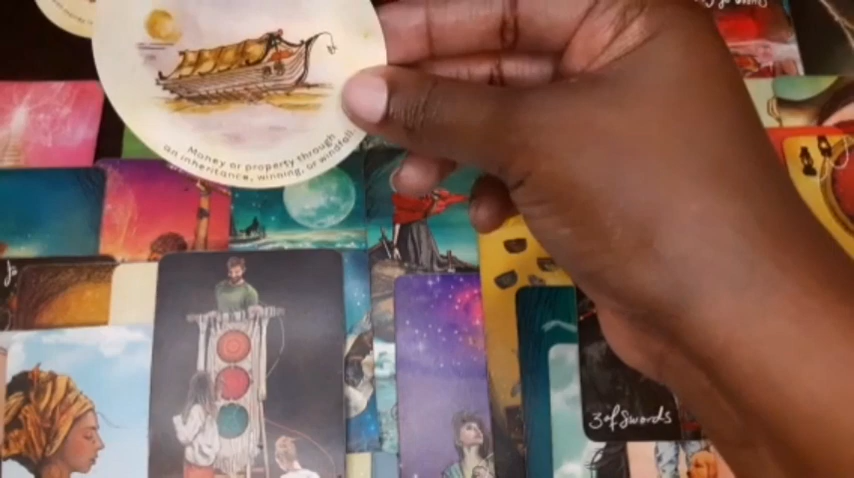 Money or property through
an inheritance, winning, or windfall.
3 of Swords